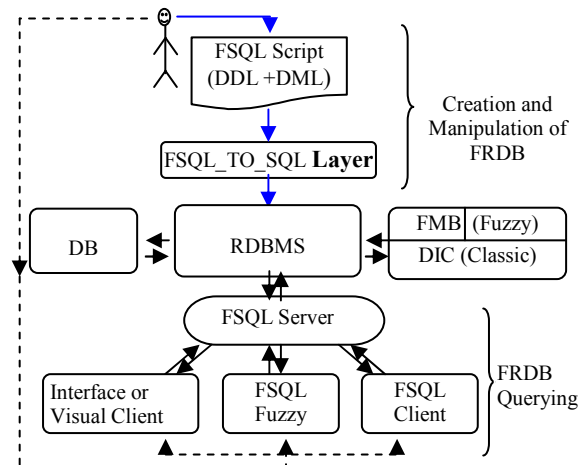 FSQL Script
(DDL +DML)
Creation and
Manipulation of
FRDB
FSQL_TO_SQL Layer
DB
RDBMS
FMB (Fuzzy)
DIC (Classic)
FSQL Server
Interface or
Visual Client
FSQL
Fuzzy
FSQL
Client
FRDB
Querying